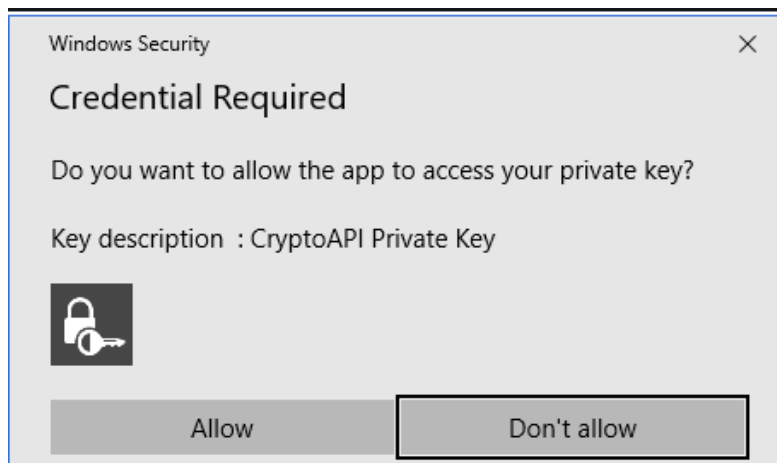 Windows Security
Credential Required
Do you want to allow the app to access your private key?
Key description : CryptoAPI Private Key
Allow
Don't allow